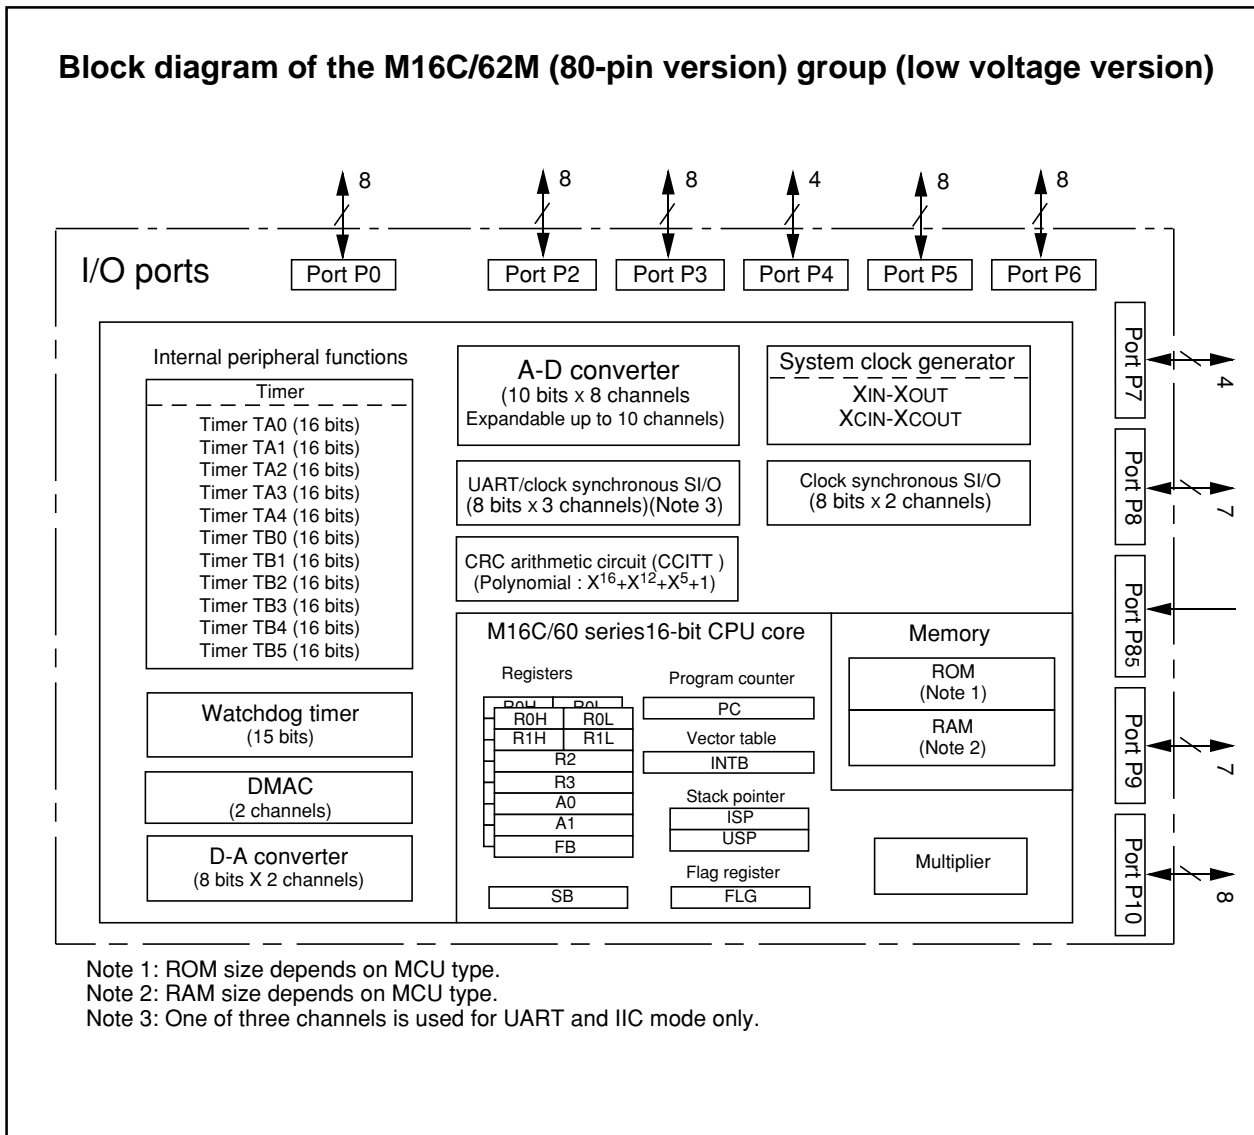 Block diagram of the M16C/62M (80-pin version) group (low voltage version)
8
8
8
4
8
8
I/O ports
Port P0
Port P2
Port P3
Port P4
Port P5
Port P6
Port P7
4
Port P8
7
Port P85
Port P9
7
Port P10
8
Internal peripheral functions
Timer
Timer TA0 (16 bits)
Timer TA1 (16 bits)
Timer TA2 (16 bits)
Timer TA3 (16 bits)
Timer TA4 (16 bits)
Timer TB0 (16 bits)
Timer TB1 (16 bits)
Timer TB2 (16 bits)
Timer TB3 (16 bits)
Timer TB4 (16 bits)
Timer TB5 (16 bits)
Watchdog timer
(15 bits)
DMAC
(2 channels)
D-A converter
(8 bits X 2 channels)
A-D converter
(10 bits x 8 channels
Expandable up to 10 channels)
System clock generator
XIN-XOUT
XCIN-XCOUT
UART/clock synchronous SI/O
(8 bits x 3 channels)(Note 3)
Clock synchronous SI/O
(8 bits x 2 channels)
CRC arithmetic circuit (CCITT )
(Polynomial : X16+X12+X5+1)
M16C/60 series16-bit CPU core
Registers
R0H R0L
R0H R0L
R1H R1L
R2
R3
A0
A1
FB
SB
Program counter
PC
Vector table
INTB
Stack pointer
ISP
USP
Flag register
FLG
Memory
ROM
(Note 1)
RAM
(Note 2)
Multiplier
Note 1: ROM size depends on MCU type.
Note 2: RAM size depends on MCU type.
Note 3: One of three channels is used for UART and IIC mode only.